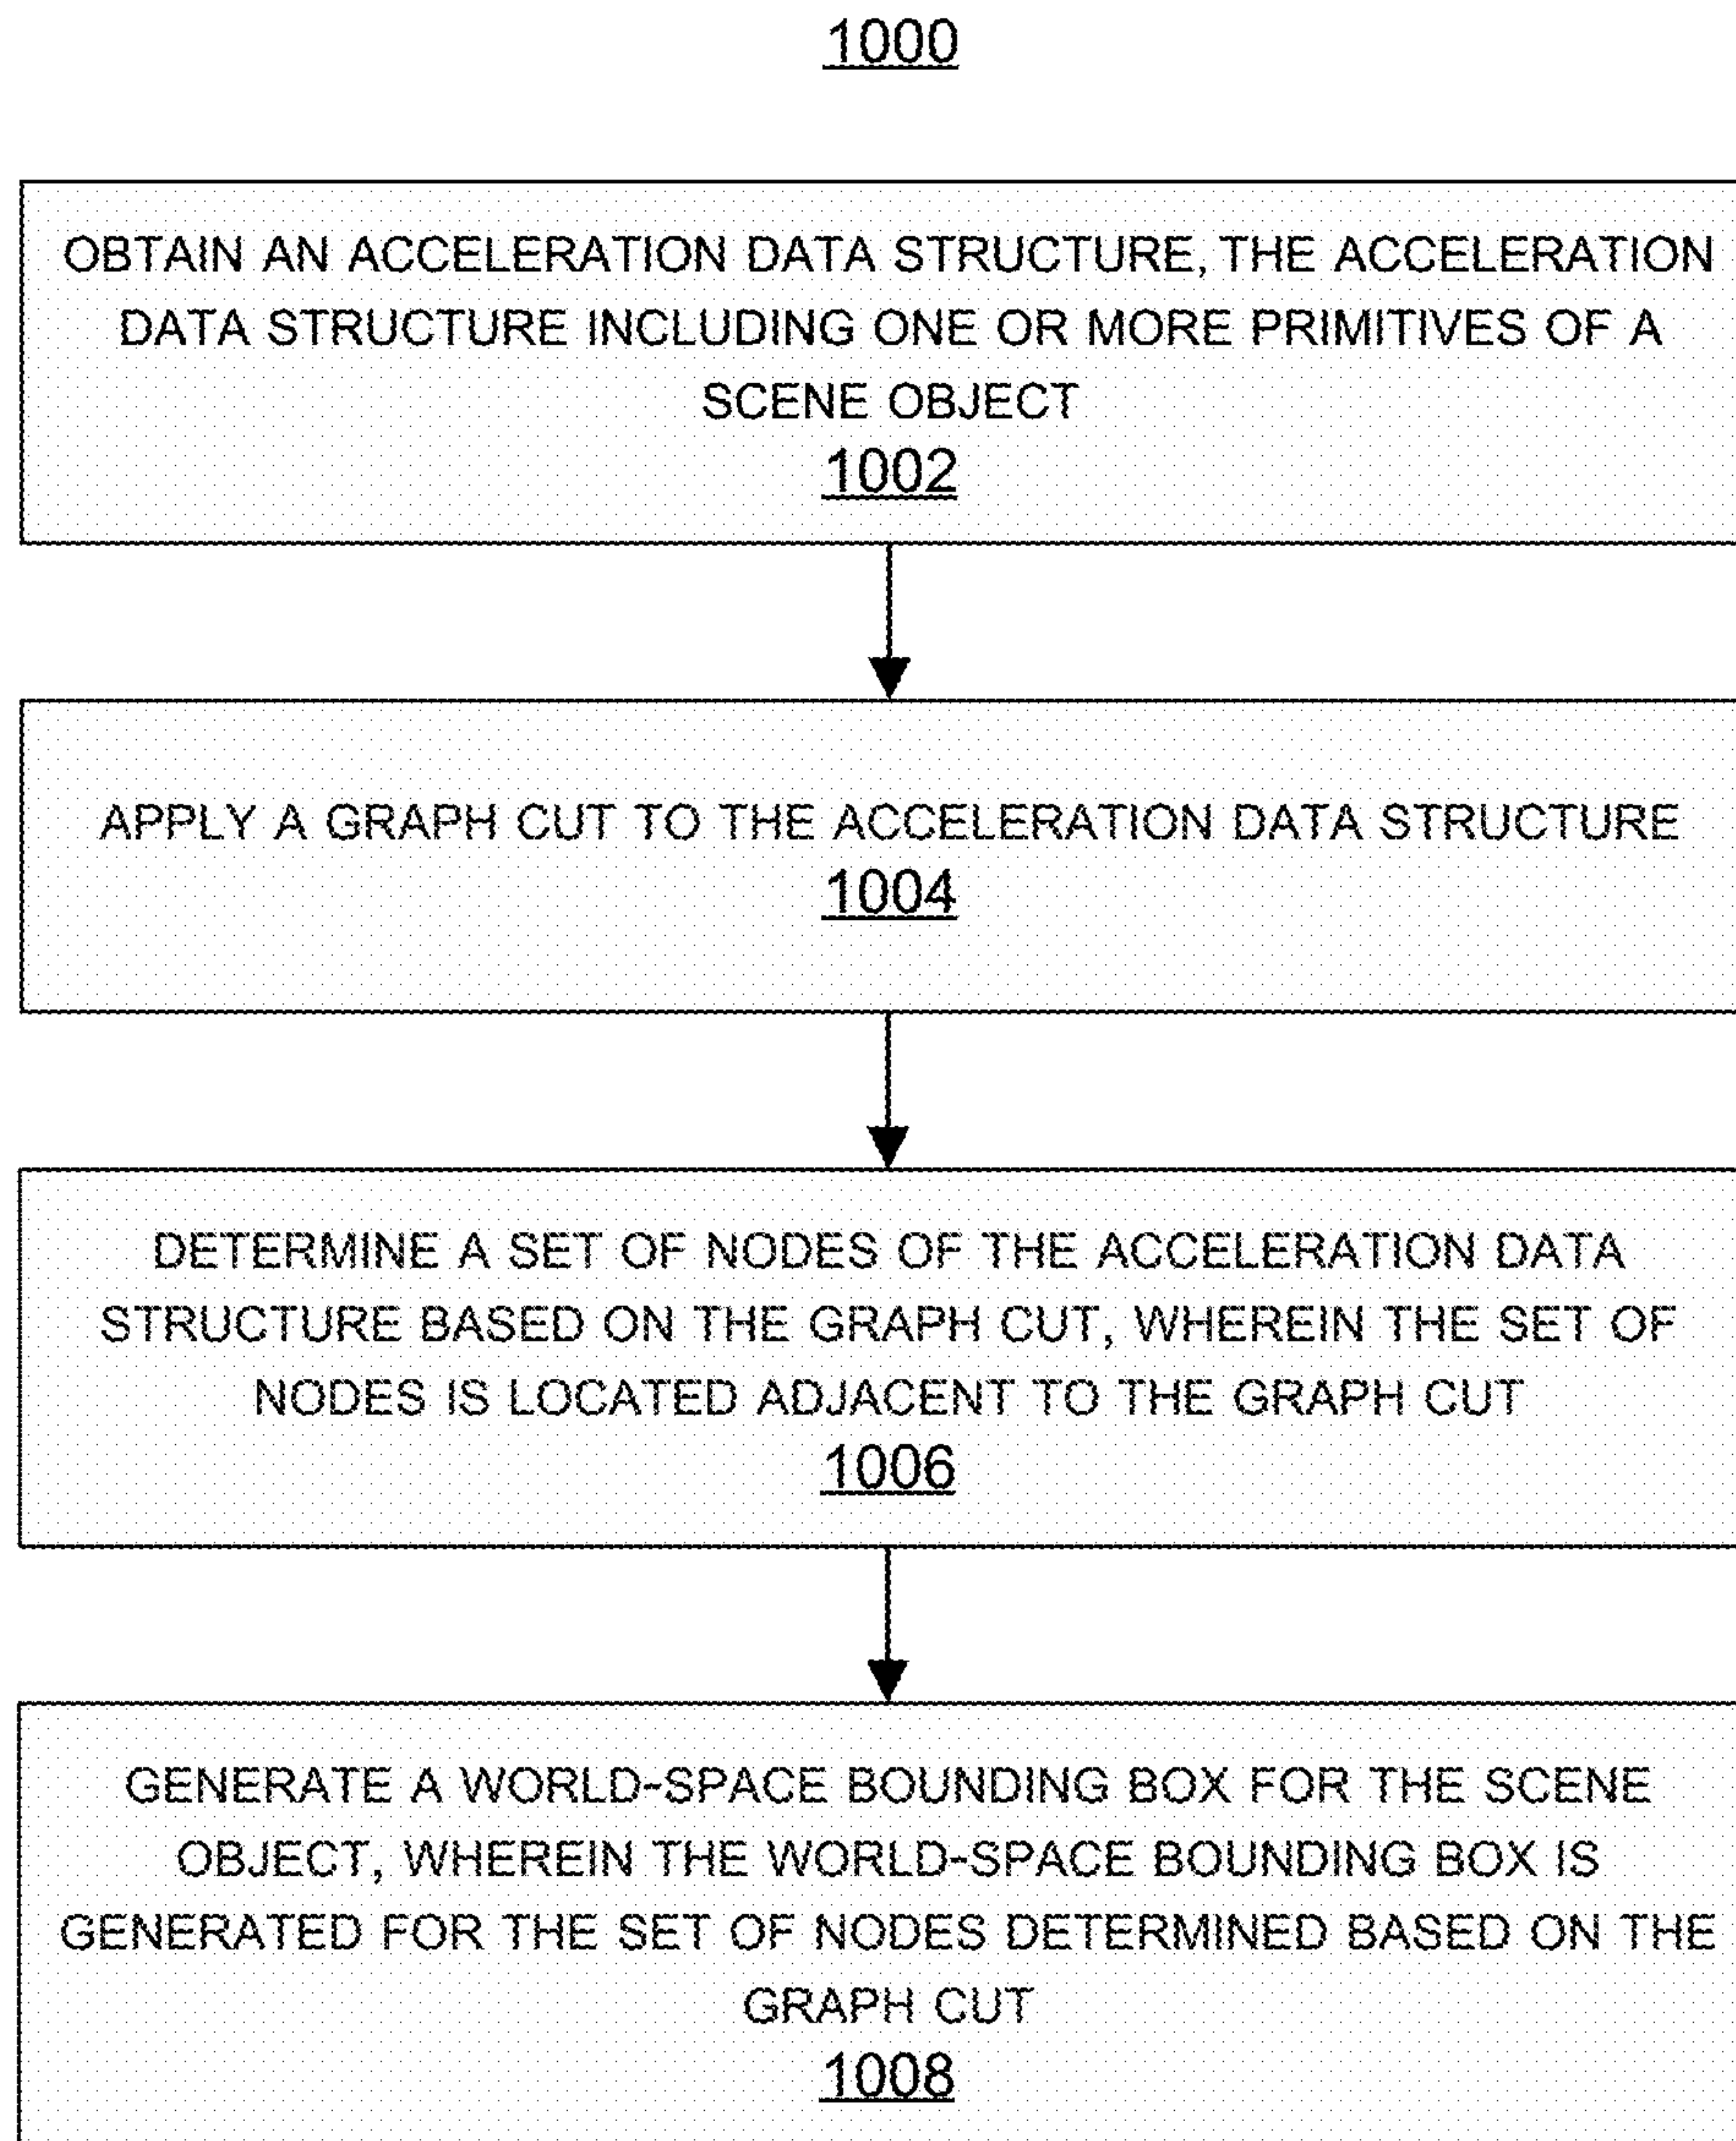 1000
OBTAIN AN ACCELERATION DATA STRUCTURE, THE ACCELERATION
DATA STRUCTURE INCLUDING ONE OR MORE PRIMITIVES OF A
SCENE OBJECT
1002
APPLY A GRAPH CUT TO THE ACCELERATION DATA STRUCTURE
1004
DETERMINE A SET OF NODES OF THE ACCELERATION DATA
STRUCTURE BASED ON THE GRAPH CUT, WHEREIN THE SET OF
NODES IS LOCATED ADJACENT TO THE GRAPH CUT
1006
GENERATE A WORLD-SPACE BOUNDING BOX FOR THE SCENE
OBJECT, WHEREIN THE WORLD-SPACE BOUNDING BOX IS
GENERATED FOR THE SET OF NODES DETERMINED BASED ON THE
GRAPH CUT
1008